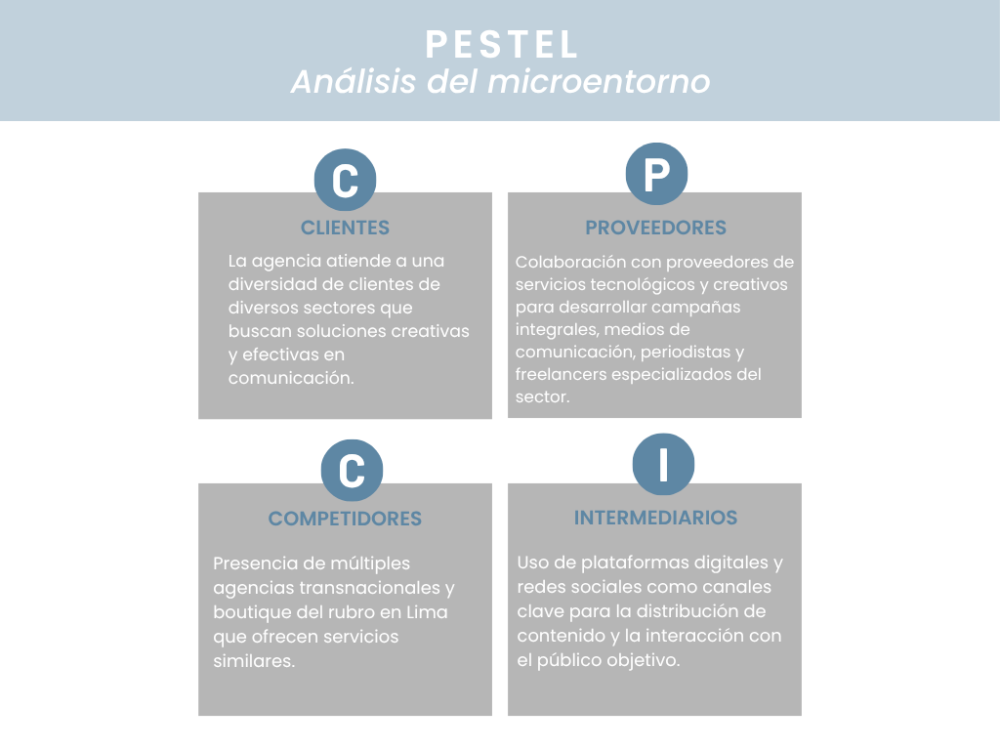 PESTEL
Análisis del microentorno
C
CLIENTES
La agencia atiende a una
diversidad de clientes de
diversos sectores que
buscan soluciones creativas
y efectivas en
comunicación.
P
PROVEEDORES
Colaboración con proveedores de
servicios tecnológicos y creativos
para desarrollar campañas
integrales, medios de
comunicación, periodistas y
freelancers especializados del
sector.
C
COMPETIDORES
Presencia de múltiples
agencias transnacionales y
boutique del rubro en Lima
que ofrecen servicios
similares.
I
INTERMEDIARIOS
Uso de plataformas digitales y
redes sociales como canales
clave para la distribución de
contenido y la interacción con
el público objetivo.